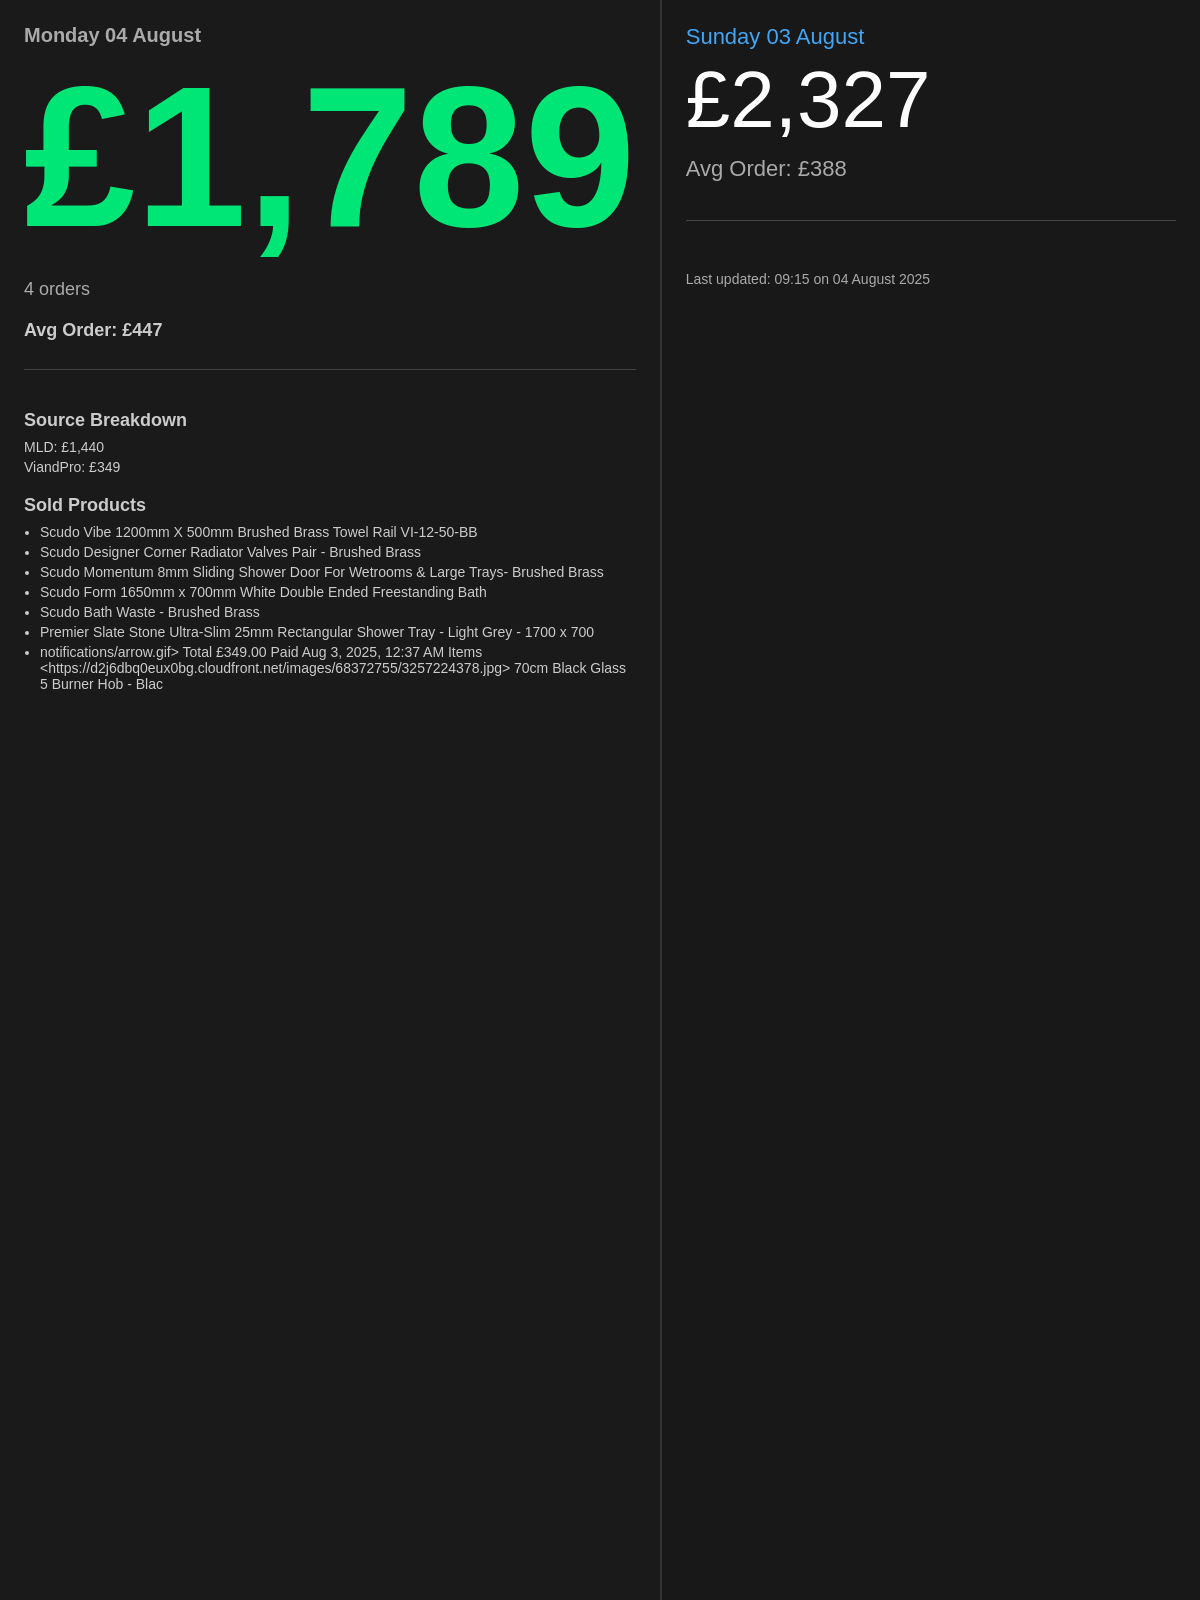 Monday 04 August
£1,789
4 orders
Avg Order: £447
Source Breakdown
MLD: £1,440
ViandPro: £349
Sold Products
• Scudo Vibe 1200mm X 500mm Brushed Brass Towel Rail VI-12-50-BB
• Scudo Designer Corner Radiator Valves Pair - Brushed Brass
• Scudo Momentum 8mm Sliding Shower Door For Wetrooms & Large Trays- Brushed Brass
• Scudo Form 1650mm x 700mm White Double Ended Freestanding Bath
• Scudo Bath Waste - Brushed Brass
• Premier Slate Stone Ultra-Slim 25mm Rectangular Shower Tray - Light Grey - 1700 x 700
• notifications/arrow.gif> Total £349.00 Paid Aug 3, 2025, 12:37 AM Items
<https://d2j6dbq0eux0bg.cloudfront.net/images/68372755/3257224378.jpg> 70cm Black Glass
5 Burner Hob - Blac
Sunday 03 August
£2,327
Avg Order: £388
Last updated: 09:15 on 04 August 2025